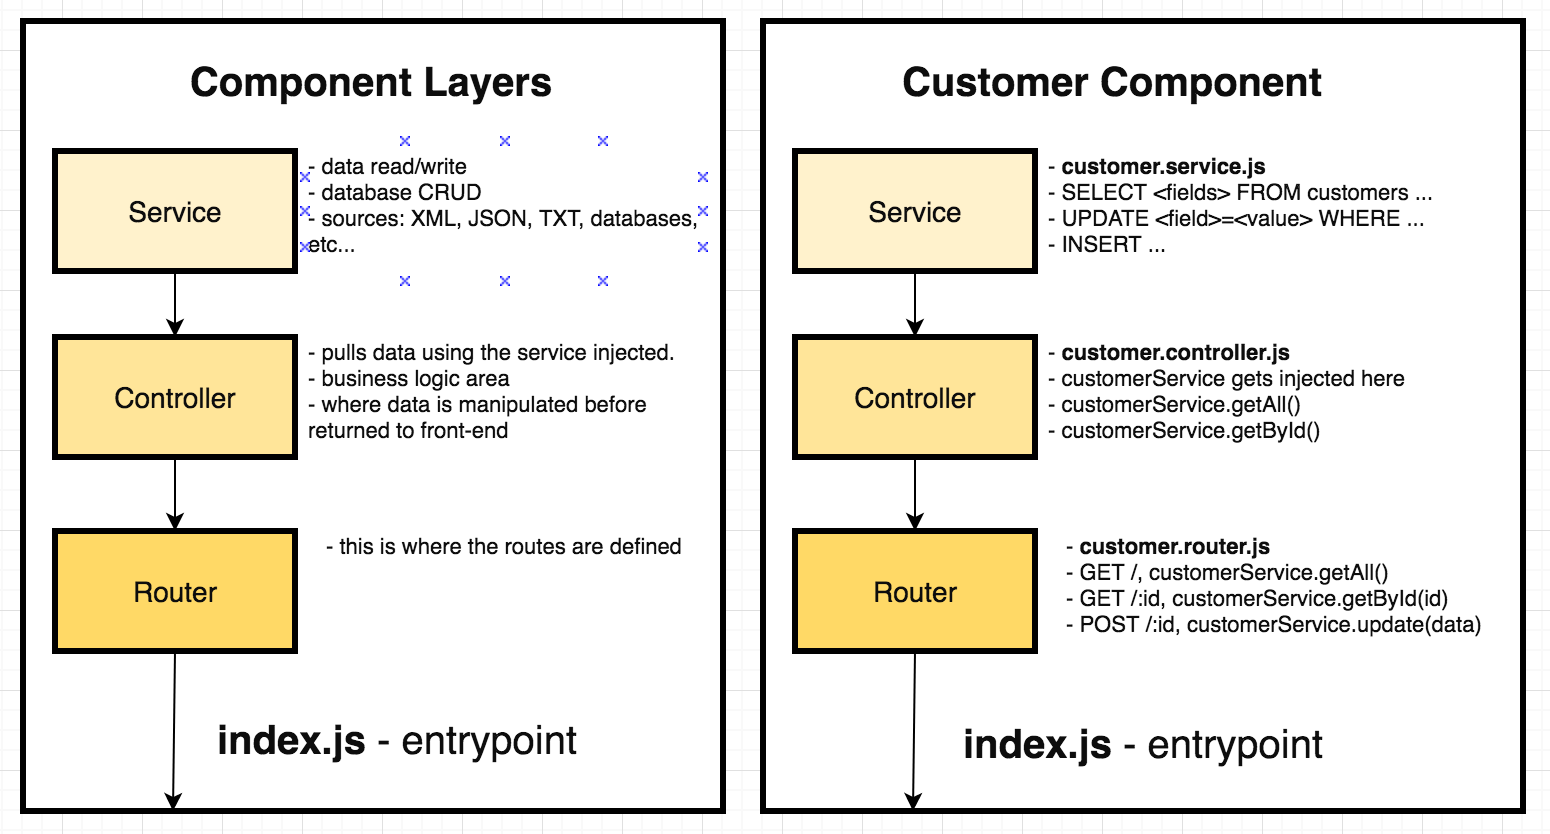 Component Layers
Service
- data read/write
- database CRUD
- sources: XML, JSON, TXT, databases,
etc...
Controller
- pulls data using the service injected.
- business logic area
- where data is manipulated before
returned to front-end
Router
- this is where the routes are defined
index.js - entrypoint
Customer Component
Service
- customer.service.js
- SELECT <fields> FROM customers ...
- UPDATE <field>=<value> WHERE ...
- INSERT ...
Controller
- customer.controller.js
- customerService gets injected here
- customerService.getAll()
- customerService.getById()
Router
- customer.router.js
- GET /, customerService.getAll()
- GET /:id, customerService.getById(id)
- POST /:id, customerService.update(data)
index.js - entrypoint